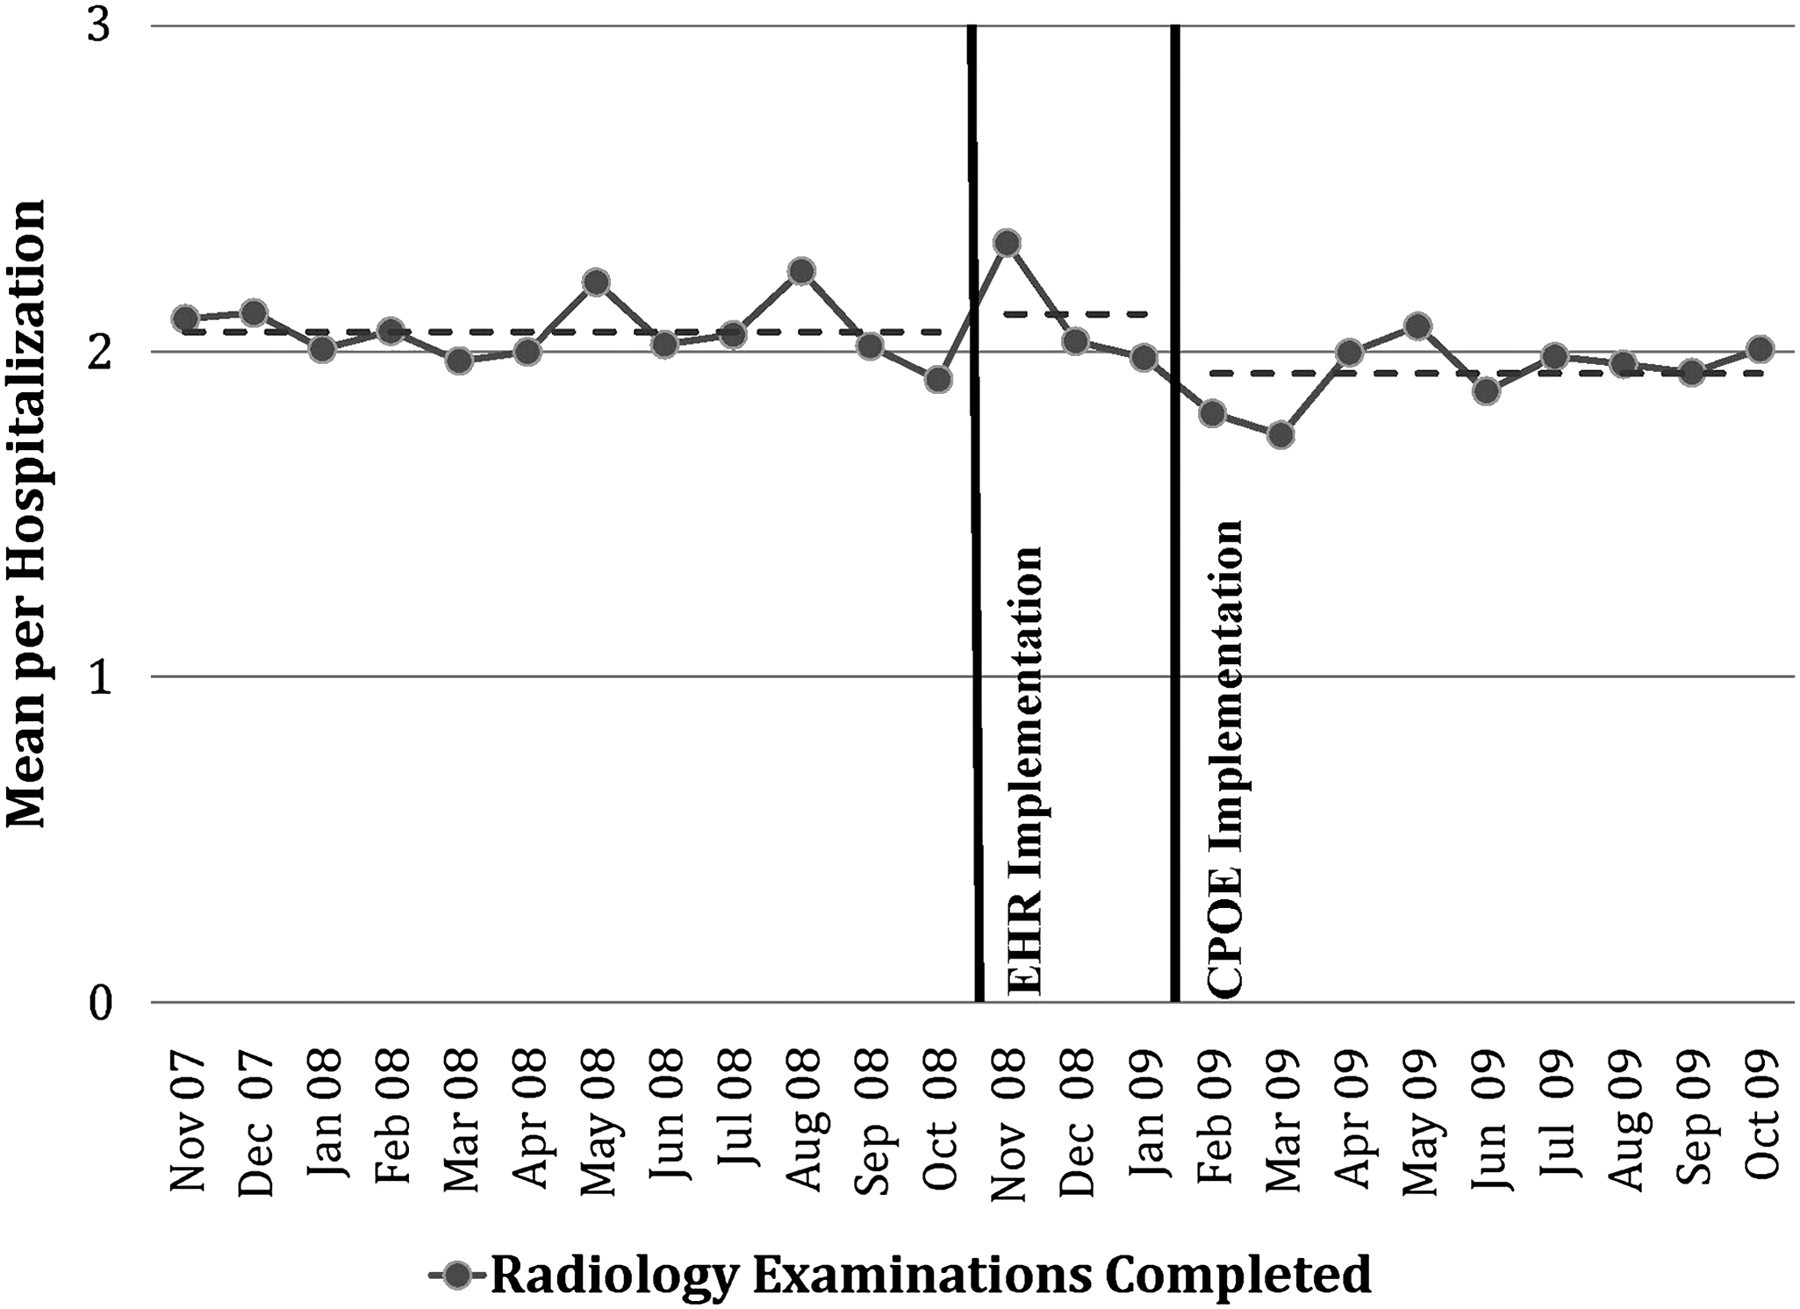 3
2
1
0
Mean per Hospitalization
EHR Implementation
CPOE Implementation
Nov 07
Dec 07
Jan 08
Feb 08
Mar 08
Apr 08
May 08
Jun 08
Jul 08
Aug 08
Sep 08
Oct 08
Nov 08
Dec 08
Jan 09
Feb 09
Mar 09
Apr 09
May 09
Jun 09
Jul 09
Aug 09
Sep 09
Oct 09
Radiology Examinations Completed